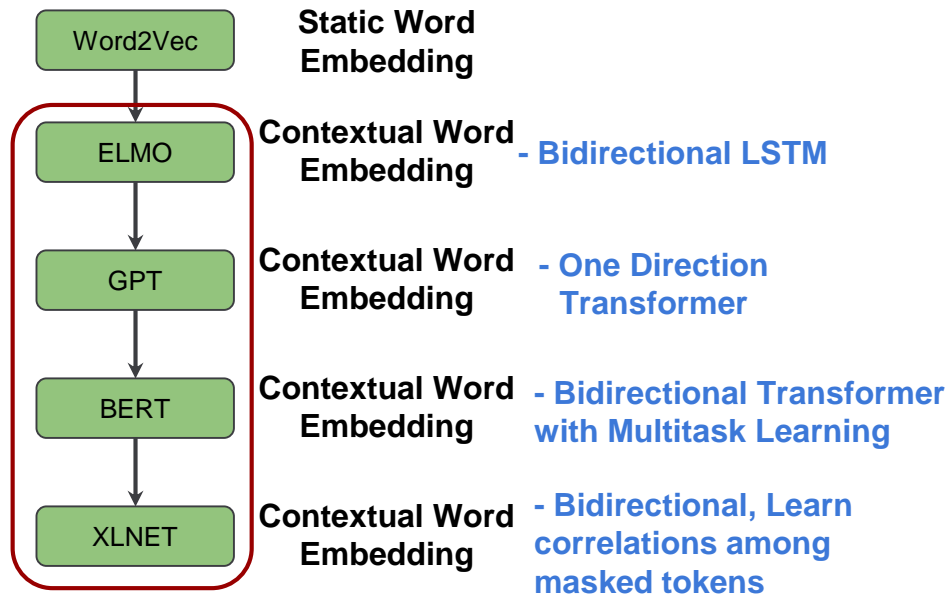 Word2Vec
Static Word
Embedding
ELMO
Contextual Word
Embedding
- Bidirectional LSTM
GPT
Contextual Word
Embedding
- One Direction
Transformer
BERT
Contextual Word
Embedding
- Bidirectional Transformer
with Multitask Learning
XLNET
Contextual Word
Embedding
- Bidirectional, Learn
correlations among
masked tokens